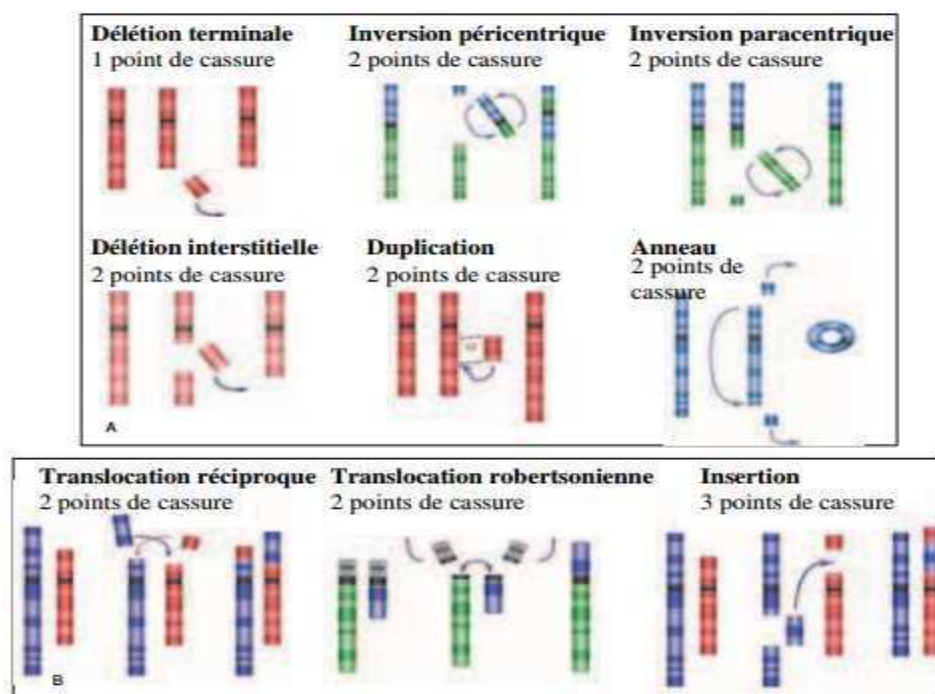 Délétion terminale
1 point de cassure
Inversion péricentrique
2 points de cassure
Inversion paracentrique
2 points de cassure
Délétion interstitielle
2 points de cassure
Duplication
2 points de cassure
Anneau
2 points de
cassure
A
Translocation réciproque
2 points de cassure
Translocation robertsonienne
2 points de cassure
Insertion
3 points de cassure
B